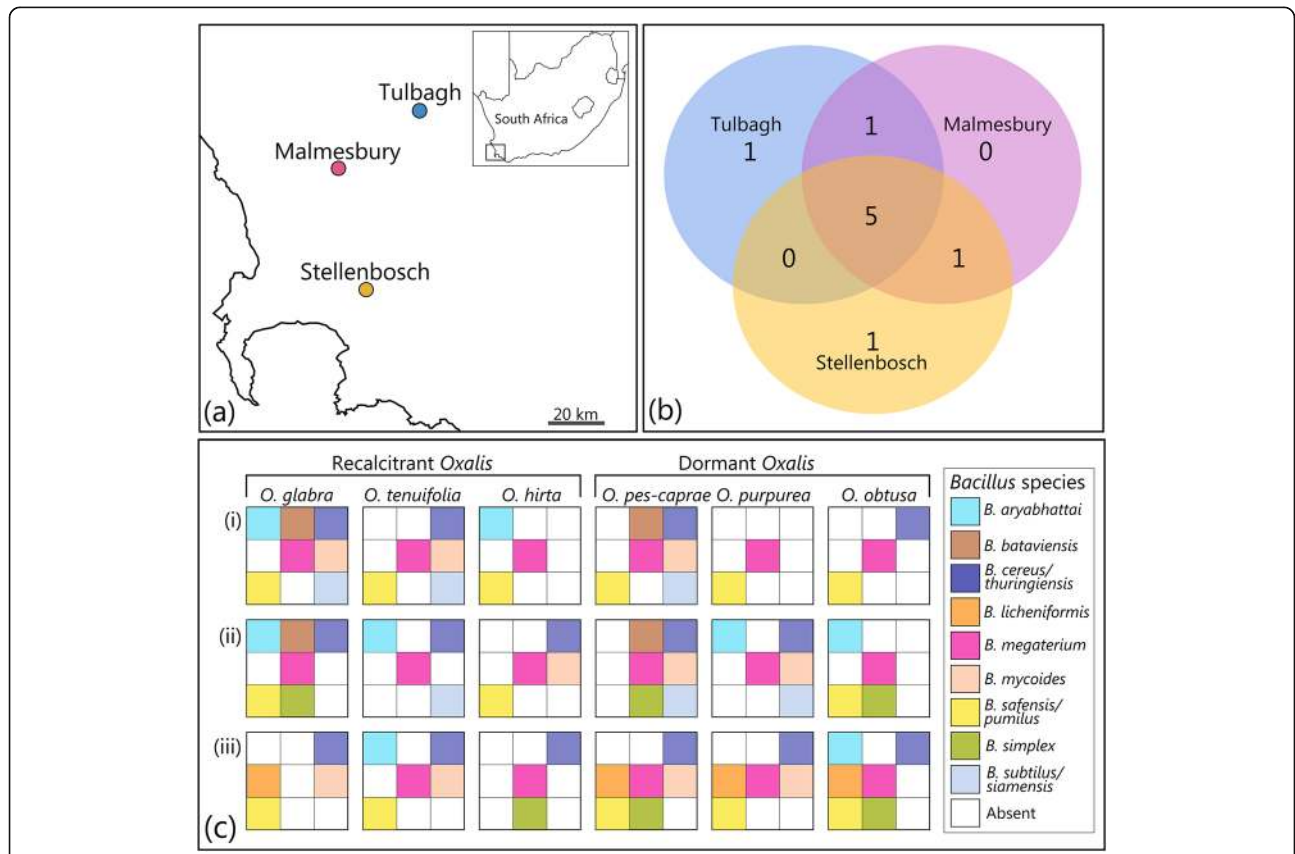 Tulbagh
Malmesbury
Stellenbosch
South Africa
20 km
(a)
Tulbagh
1
1
Malmesbury
0
5
0
1
1
Stellenbosch
(b)
Recalcitrant Oxalis
Dormant Oxalis
O. glabra
O. tenuifolia
O. hirta
O. pes-caprae
O. purpurea
O. obtusa
(i)
(ii)
(iii)
(c)
Bacillus species
B. aryabhattai
B. bataviensis
B. cereus/
thuringiensis
B. licheniformis
B. megaterium
B. mycoides
B. safensis/
pumilus
B. simplex
B. subtilus/
siamensis
Absent